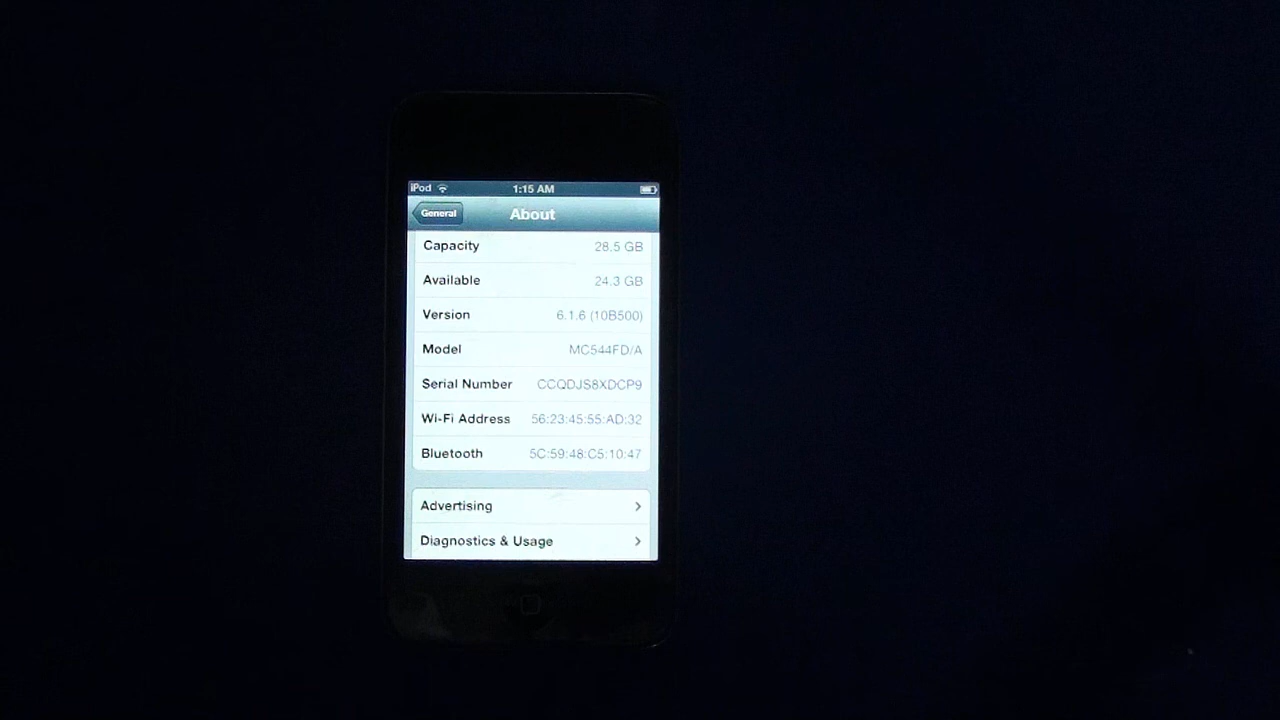 iPod 1:15 AM
General About
Capacity 28.5 GB
Available 24.3 GB
Version 6.1.6 (10B500)
Model MC544FD/A
Serial Number CCQDJS8XDCP9
Wi-Fi Address 56:23:45:55:AD:32
Bluetooth 5C:59:48:C5:10:47
Advertising
Diagnostics & Usage